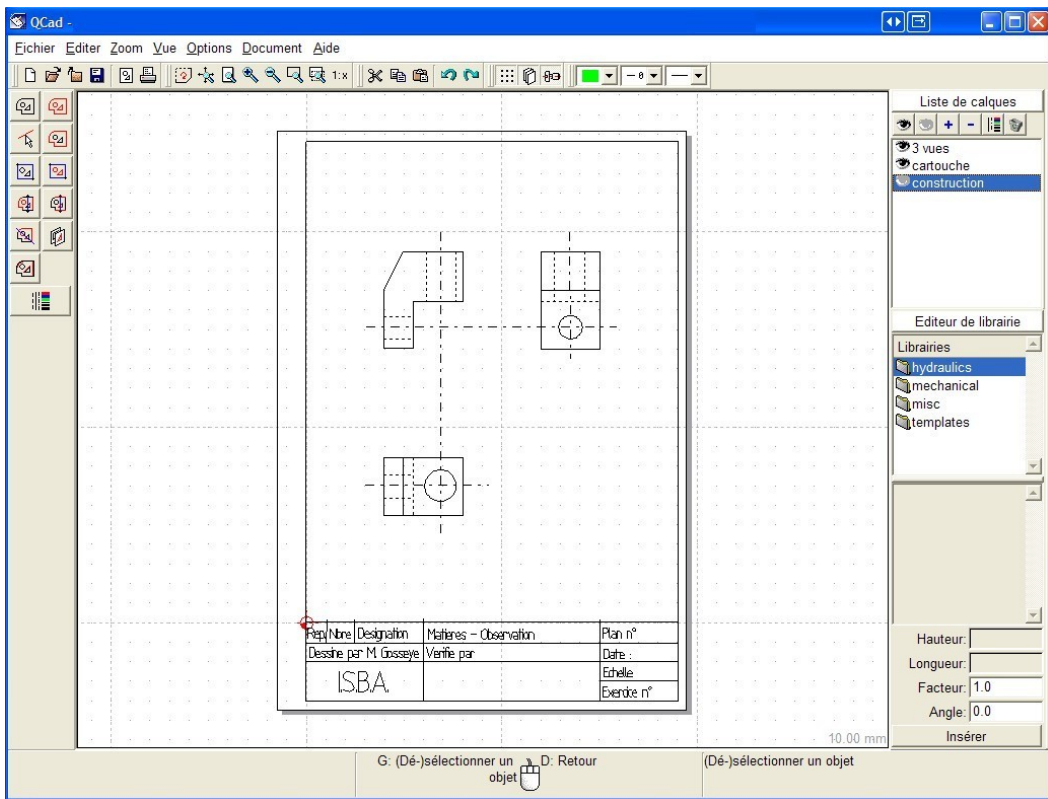 QCad -
Fichier Editer Zoom Vue Options Document Aide
1:x
- 0
Liste de calques
3 vues
cartouche
construction
Editeur de librairie
Librairies
hydraulics
mechanical
misc
templates
Rep. Nbre Designation Matieres - Observation Plan n°
Dessine par M. Gosseye Verifie par Date :
I.S.B.A. Echelle
Exercice n°
Hauteur:
Longueur:
Facteur: 1.0
Angle: 0.0
10.00 mm
Insérer
G: (Dé-)sélectionner un objet D: Retour
(Dé-)sélectionner un objet